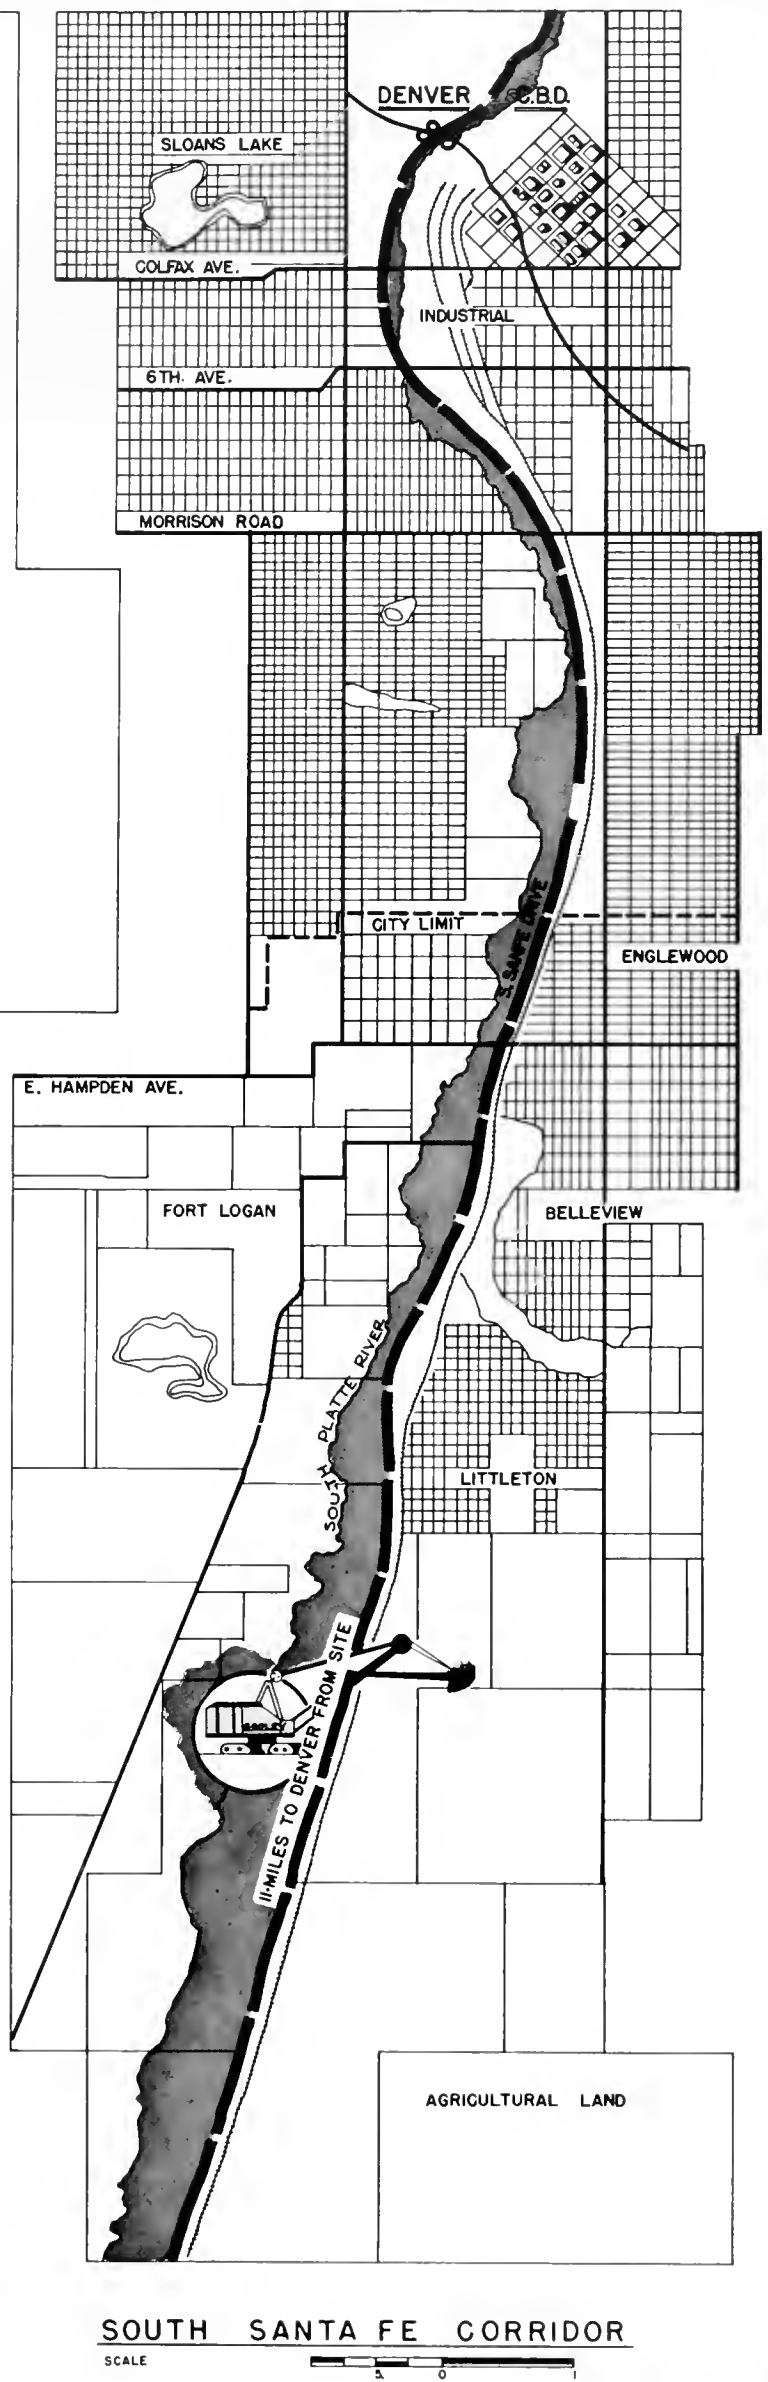 DENVER C.B.D.
SLOANS LAKE
COLFAX AVE.
INDUSTRIAL
6TH. AVE.
MORRISON ROAD
S. SANFE DRIVE
CITY LIMIT
ENGLEWOOD
E. HAMPDEN AVE.
FORT LOGAN
BELLEVIEW
SOUTH PLATTE RIVER
LITTLETON
11-MILES TO DENVER FROM SITE
AGRICULTURAL LAND
SOUTH SANTA FE CORRIDOR
SCALE
.5 0 1